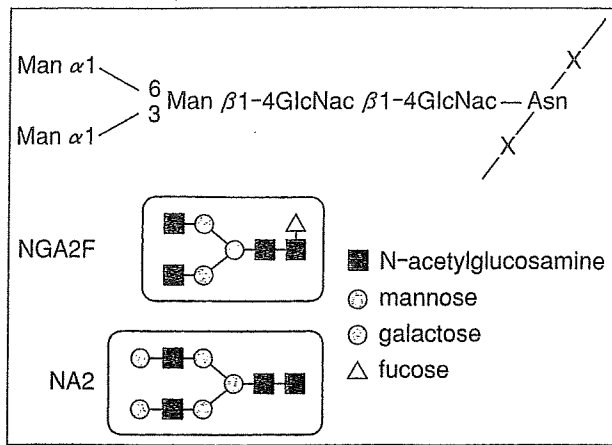 Man α1
6
Man β1-4GlcNac β1-4GlcNac — Asn
3
Man α1
X
X
NGA2F
N-acetylglucosamine
mannose
galactose
fucose
NA2